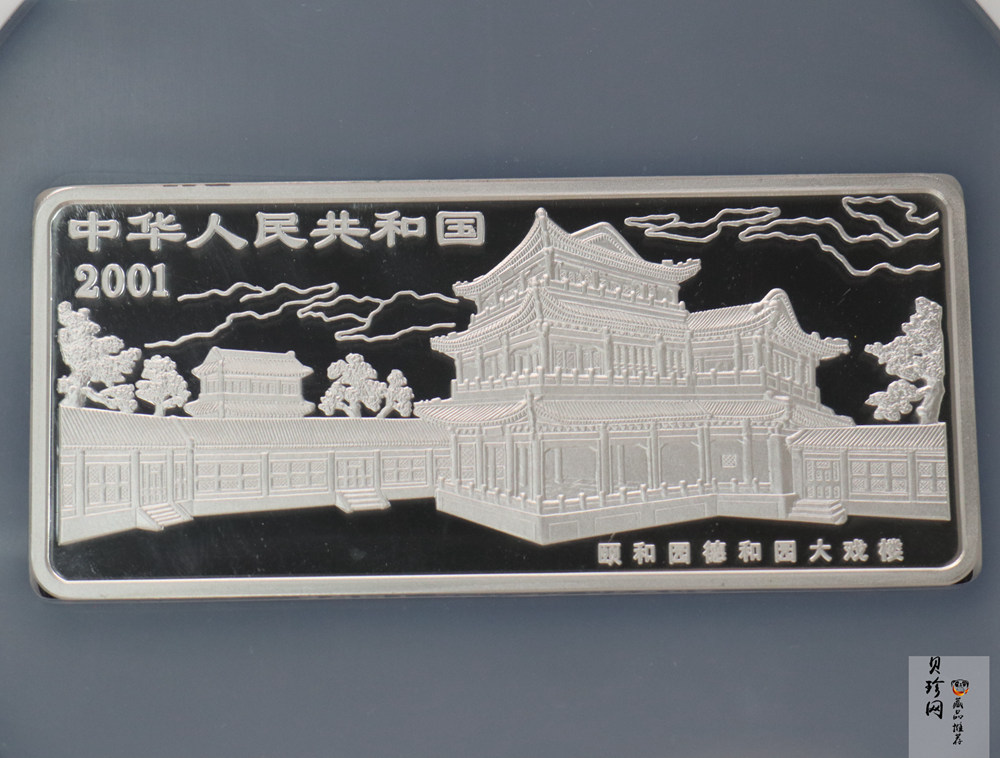 中华人民共和国
2001
颐和园德和园大戏楼
贝珍网
藏品推荐